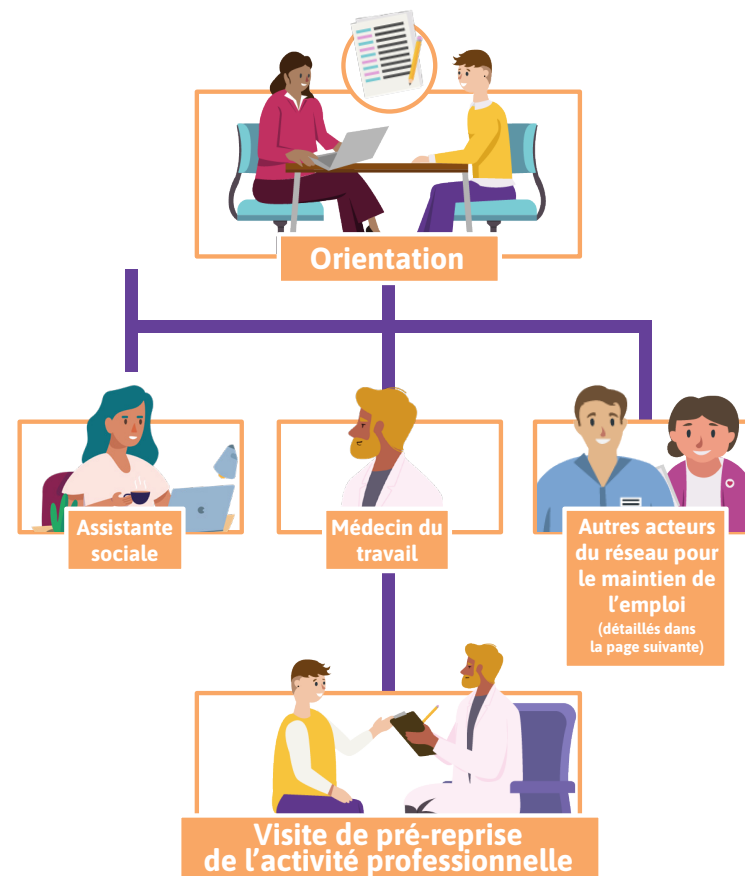 Orientation
Assistante
sociale
Médecin du
travail
Autres acteurs
du réseau pour
le maintien de
l’emploi
(détaillés dans
la page suivante)
Visite de pré-reprise
de l’activité professionnelle